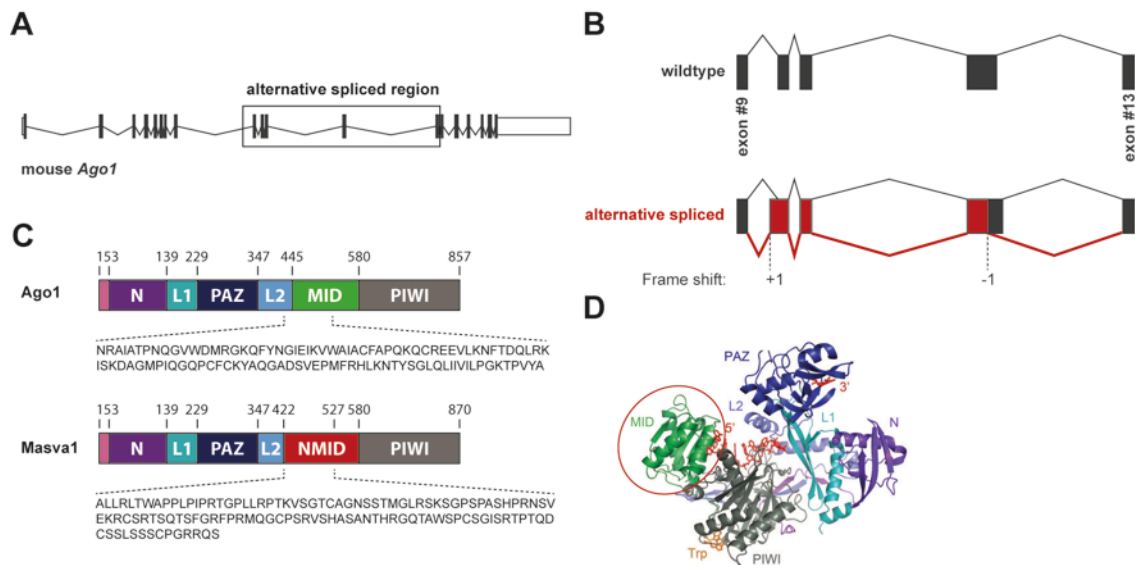 A
alternative spliced region
mouse Ago1
B
wildtype
exon #9
exon #13
alternative spliced
Frame shift:
+1
-1
C
153 139 229 347 445 580 857
Ago1
N L1 PAZ L2 MID PIWI
NRAIATPNQGVWDMRGKQFYNGIEIKVWAIACFAPQKQCREEVLKNFTDQLRK
ISKDAGMPIQGQPCFCKYAQGADSVEPMFRHLKNTYSGLQLIIVILPGKTPVYA
153 139 229 347 422 527 580 870
Masva1
N L1 PAZ L2 NMID PIWI
ALLRLTWAPPLPIPRTGPLLRPTKVSGTCAGNSSTMGLRSKSGPSPASHPRNSV
EKRCSRTSQTSFGRFPRMQGCPSRVSHASANTHRGQTAWSPCSGISRTPTQD
CSSLSSSCPGRRQS
D
PAZ
3'
L2
L1
N
MID
5'
Trp
PIWI